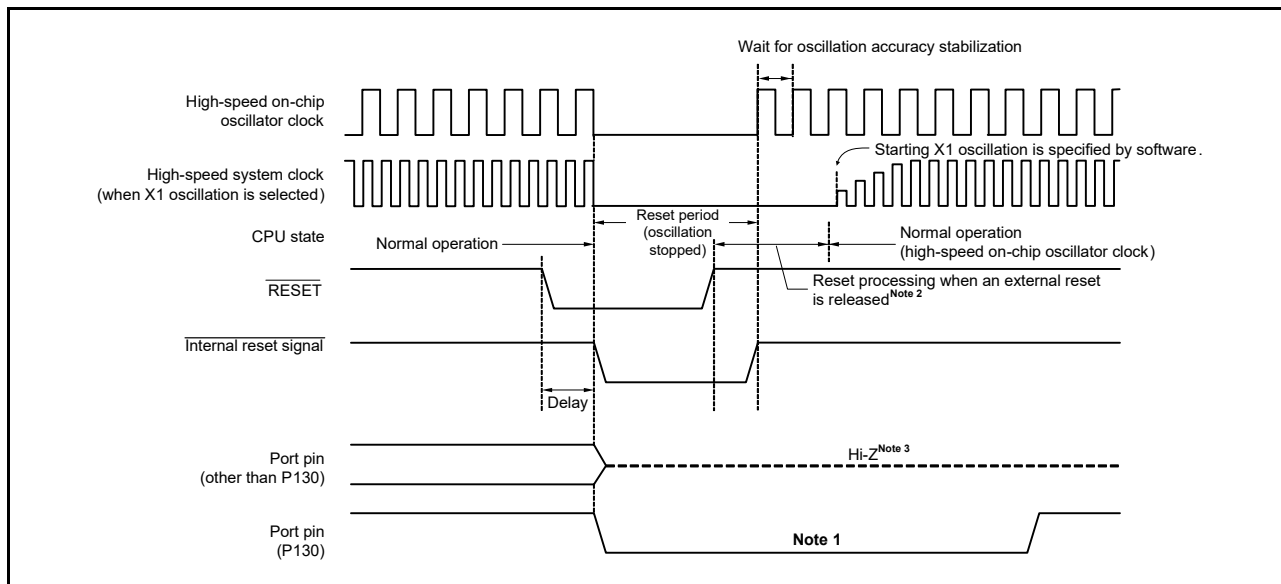 Wait for oscillation accuracy stabilization
High-speed on-chip
oscillator clock
Starting X1 oscillation is specified by software.
High-speed system clock
(when X1 oscillation is selected)
Reset period
(oscillation
stopped)
CPU state
Normal operation
Normal operation
(high-speed on-chip oscillator clock)
RESET
Reset processing when an external reset
is released Note 2
Internal reset signal
Delay
Port pin
(other than P130)
Hi-Z Note 3
Port pin
(P130)
Note 1